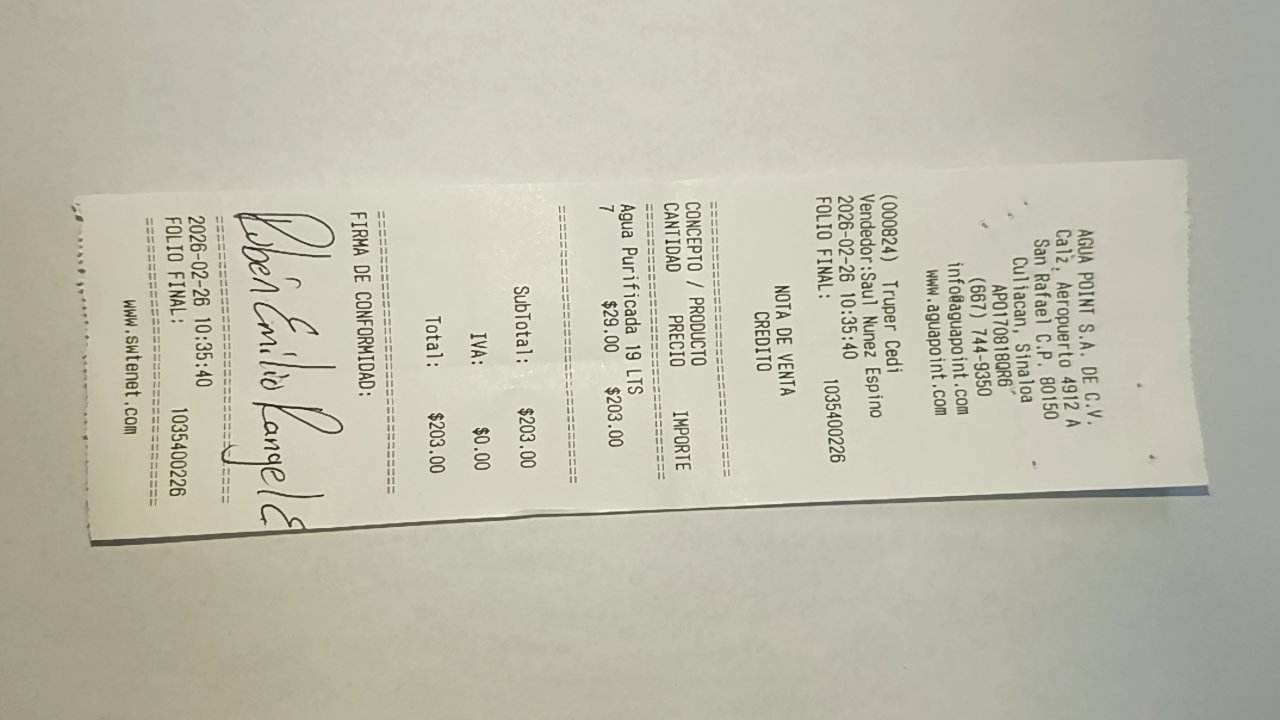 AGUA POINT S.A. DE C.V.
Calz. Aeropuerto 4912 A
San Rafael C.P. 80150
Culiacan, Sinaloa
APO170818QR6
(667) 744-9350
info@aguapoint.com
www.aguapoint.com
(000824) Truper Cedi
Vendedor:Saul Nunez Espino
2026-02-26 10:35:40
FOLIO FINAL: 1035400226
NOTA DE VENTA
CREDITO
==============================
CONCEPTO / PRODUCTO
CANTIDAD PRECIO IMPORTE
==============================
Agua Purificada 19 LTS
7 $29.00 $203.00
==============================
SubTotal: $203.00
IVA: $0.00
Total: $203.00
==============================
FIRMA DE CONFORMIDAD:
Rubén Emilio Rangel E
==============================
2026-02-26 10:35:40
FOLIO FINAL: 1035400226
==============================
www.swtenet.com